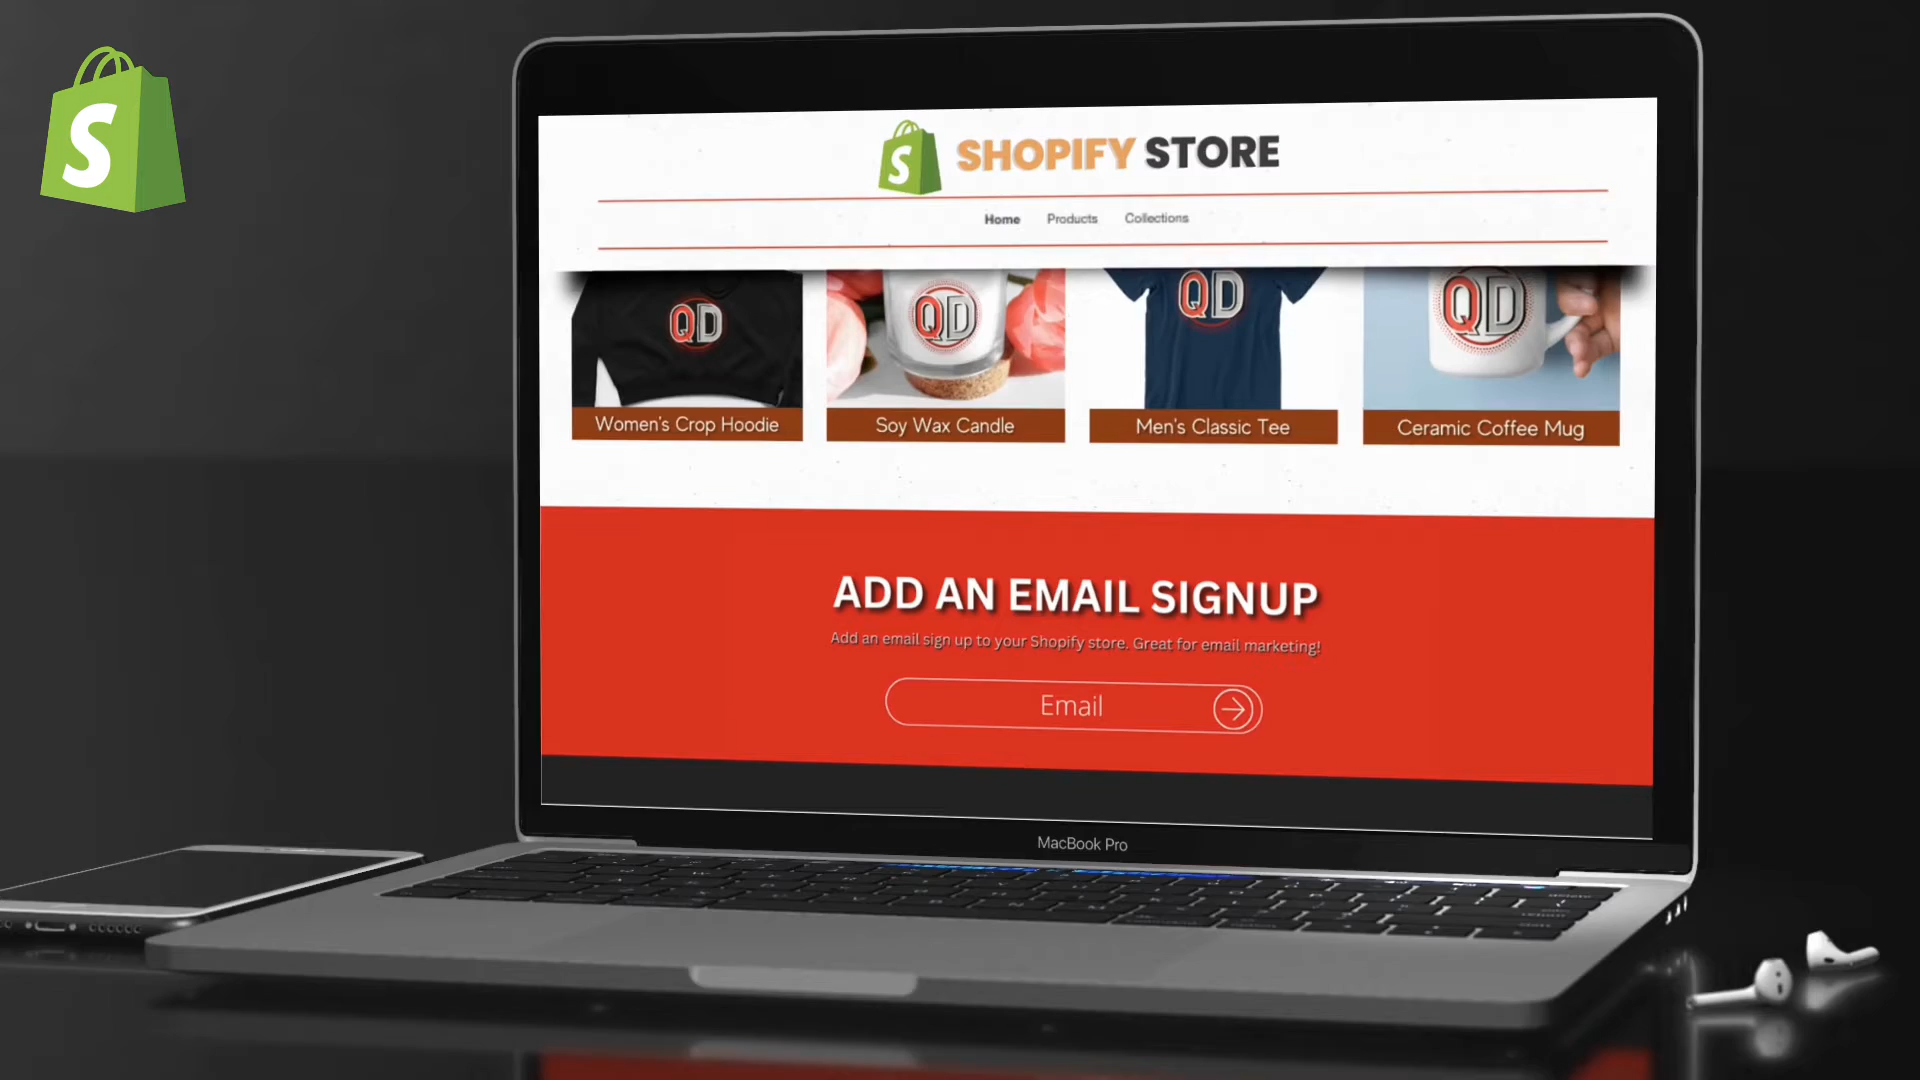 S
S SHOPIFY STORE
Home Products Collections
QD QD QD QD
Women's Crop Hoodie Soy Wax Candle Men's Classic Tee Ceramic Coffee Mug
ADD AN EMAIL SIGNUP
Add an email sign up to your Shopify store. Great for email marketing!
Email
MacBook Pro